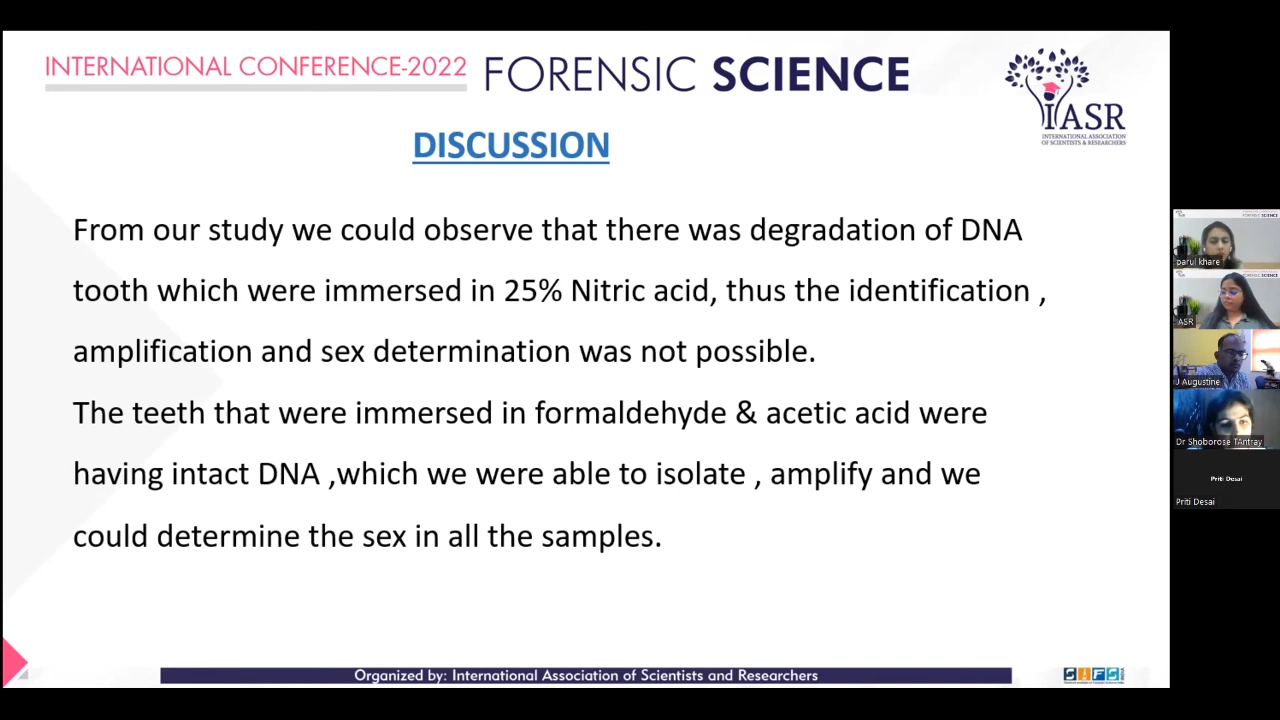 INTERNATIONAL CONFERENCE-2022 FORENSIC SCIENCE
IASR
INTERNATIONAL ASSOCIATION
OF SCIENTISTS & RESEARCHERS
DISCUSSION
From our study we could observe that there was degradation of DNA
tooth which were immersed in 25% Nitric acid, thus the identification ,
amplification and sex determination was not possible.
The teeth that were immersed in formaldehyde & acetic acid were
having intact DNA ,which we were able to isolate , amplify and we
could determine the sex in all the samples.
Organized by: International Association of Scientists and Researchers
SIFS
INDIA
parul khare
IASR
J Augustine
Dr Shoborose TAntray
Priti Desai
Priti Desai